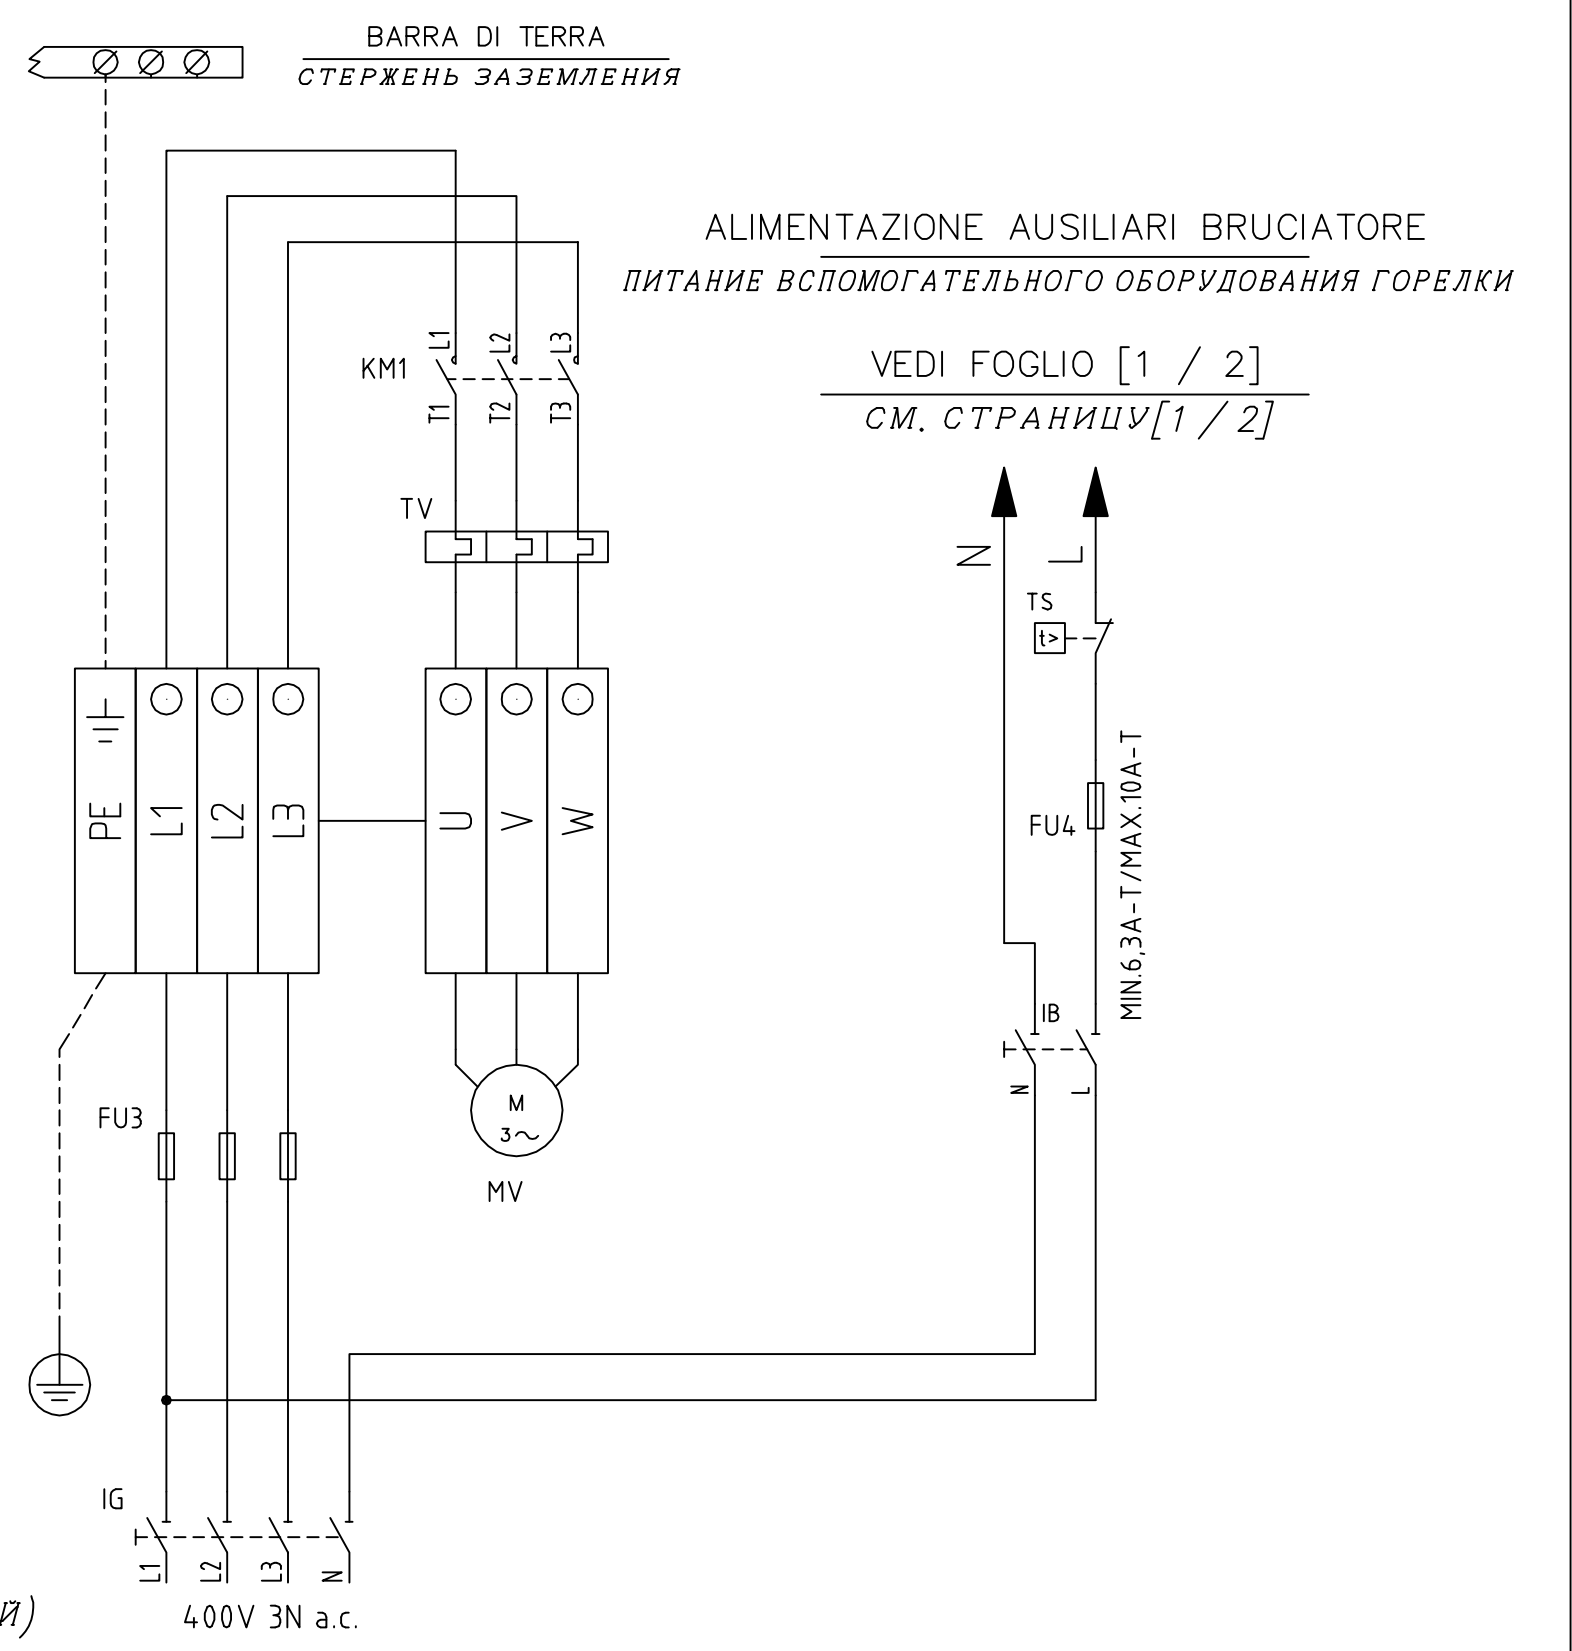 BARRA DI TERRA
СТЕРЖЕНЬ ЗАЗЕМЛЕНИЯ
ALIMENTAZIONE AUSILIARI BRUCIATORE
ПИТАНИЕ ВСПОМОГАТЕЛЬНОГО ОБОРУДОВАНИЯ ГОРЕЛКИ
VEDI FOGLIO [1 / 2]
СМ. СТРАНИЦУ[1 / 2]
KM1
L1 L2 L3
T1 T2 T3
TV
N L
TS
t>
PE L1 L2 L3
U V W
FU4
MIN.6,3A-T/MAX.10A-T
IB
N L
FU3
M
3~
MV
IG
L1 L2 L3 N
400V 3N a.c.
й)